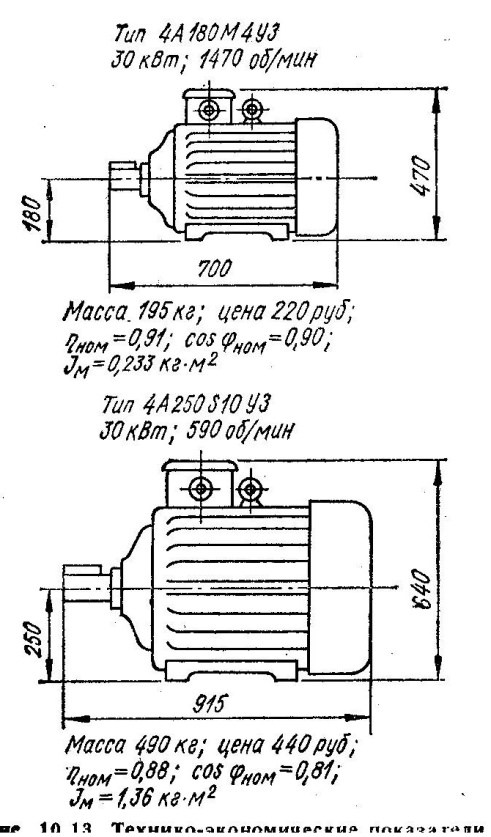 Тип 4А180М4У3
30 кВт; 1470 об/мин
470
180
700
Масса 195 кг; цена 220 руб;
ηном=0,91; cos φном=0,90;
Jм=0,233 кг·м²
Тип 4А250S10У3
30 кВт; 590 об/мин
640
250
915
Масса 490 кг; цена 440 руб;
ηном=0,88; cos φном=0,81;
Jм=1,36 кг·м²
10.13. Технико-экономические показатели